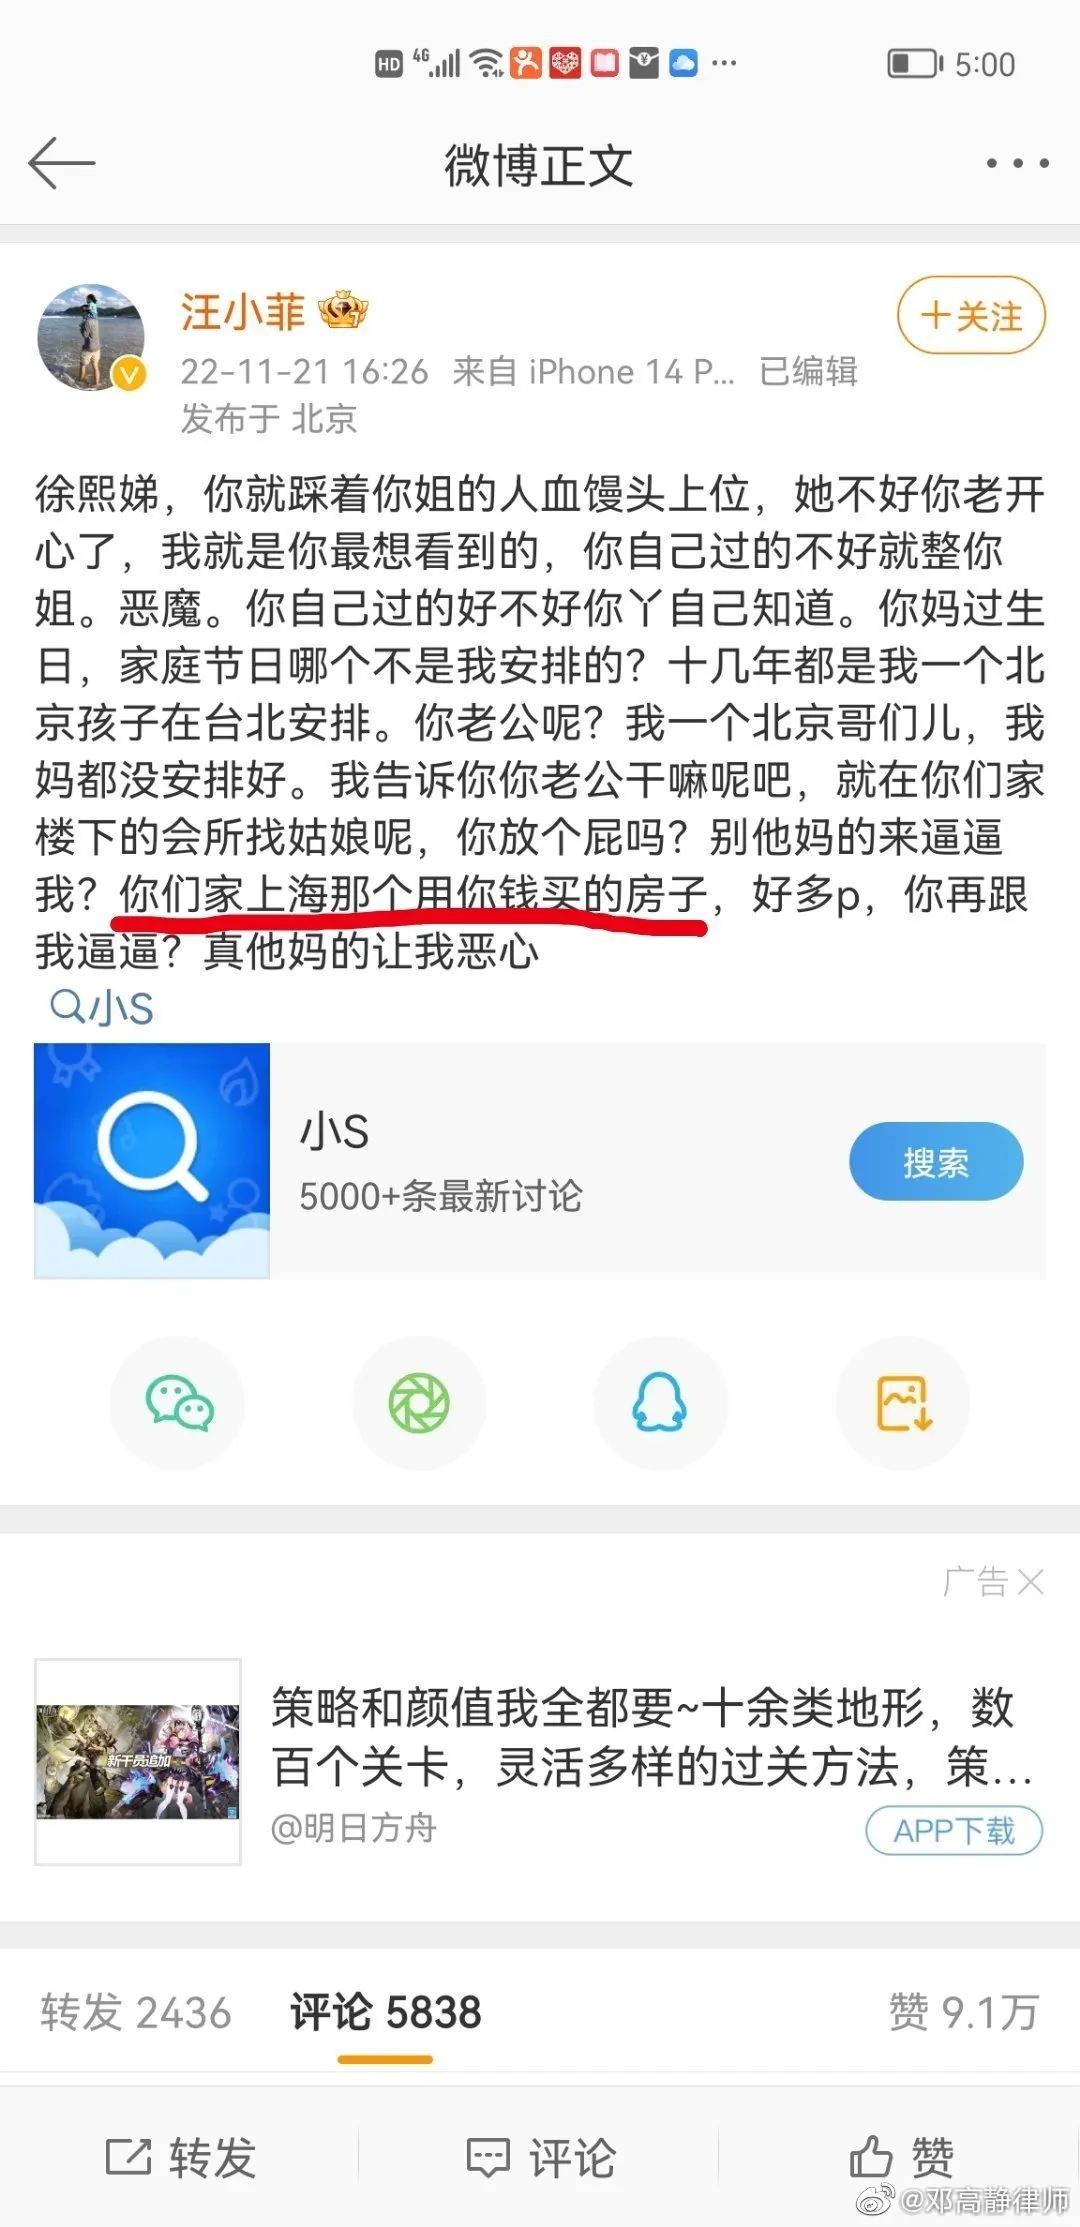 HD 4G 5:00
微博正文
汪小菲
+关注
22-11-21 16:26 来自 iPhone 14 P... 已编辑
发布于 北京
徐熙娣，你就踩着你姐的人血馒头上位，她不好你老开
心了，我就是你最想看到的，你自己过的不好就整你
姐。恶魔。你自己过的好不好你丫自己知道。你妈过生
日，家庭节日哪个不是我安排的？十几年都是我一个北
京孩子在台北安排。你老公呢？我一个北京哥们儿，我
妈都没安排好。我告诉你你老公干嘛呢吧，就在你们家
楼下的会所找姑娘呢，你放个屁吗？别他妈的来逼逼
我？你们家上海那个用你钱买的房子，好多p，你再跟
我逼逼？真他妈的让我恶心
小S
小S
5000+条最新讨论
搜索
广告
新干员追加
策略和颜值我全都要~十余类地形，数
百个关卡，灵活多样的过关方法，策...
@明日方舟
APP下载
转发 2436 评论 5838 赞 9.1万
转发 评论 赞
@邓高静律师